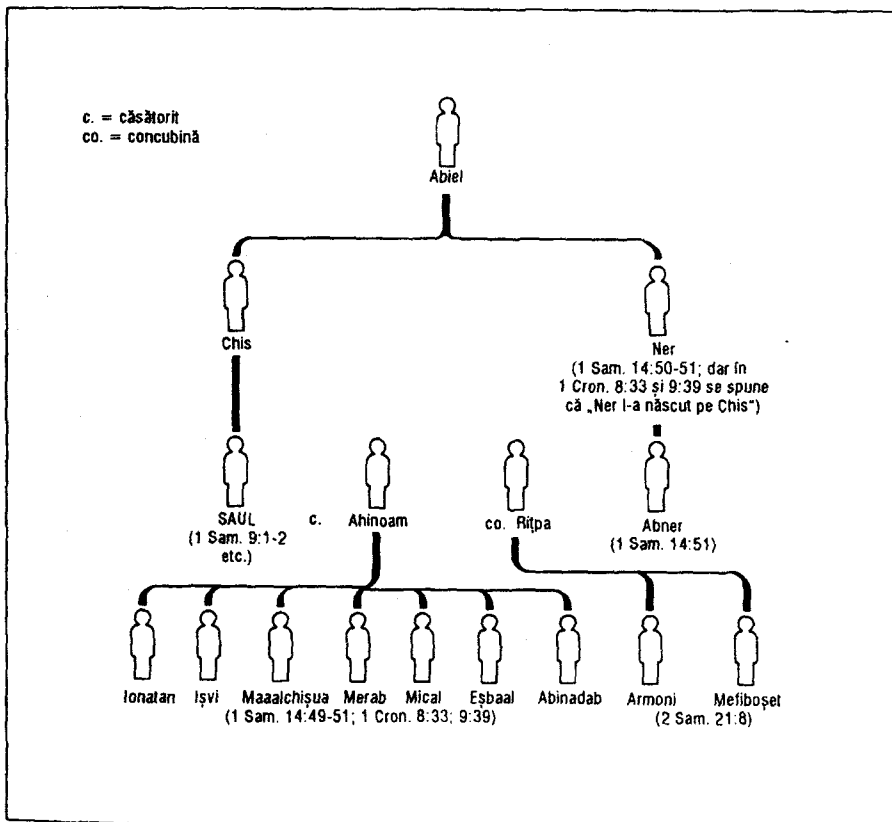 c. = căsătorit
co. = concubină
Abiel
Chis
Ner
(1 Sam. 14:50-51; dar în
1 Cron. 8:33 și 9:39 se spune
că „Ner l-a născut pe Chis“)
SAUL
(1 Sam. 9:1-2
etc.)
c.
Ahinoam
co. Rițpa
Abner
(1 Sam. 14:51)
Ionatan
Ișvi
Maaalchișua
Merab
Mical
Eșbaal
Abinadab
Armoni
Mefiboșet
(1 Sam. 14:49-51; 1 Cron. 8:33; 9:39)
(2 Sam. 21:8)